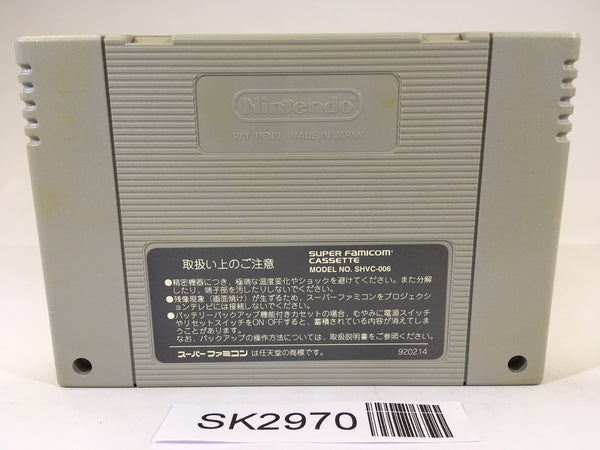 Nintendo
PAT. PEND. MADE IN JAPAN
取扱い上のご注意
SUPER FAMICOM
CASSETTE
MODEL NO. SHVC-006
●精密機器につき、極端な温度変化やショックを避けてください。また分解
したり、端子部を汚したりしないでください。
●残像現象(画面焼け)が生ずるため、スーパーファミコンをプロジェクシ
ョンテレビには接続しないでください。
●バッテリーバックアップ機能付きカセットの場合、むやみに電源スイッチ
やリセットスイッチをON・OFFすると、蓄積されている内容が消えてしま
うことがあります。
なお、バックアップの操作方法については、取扱説明書をご参照ください。
スーパーファミコンは任天堂の商標です。
920214
SK2970